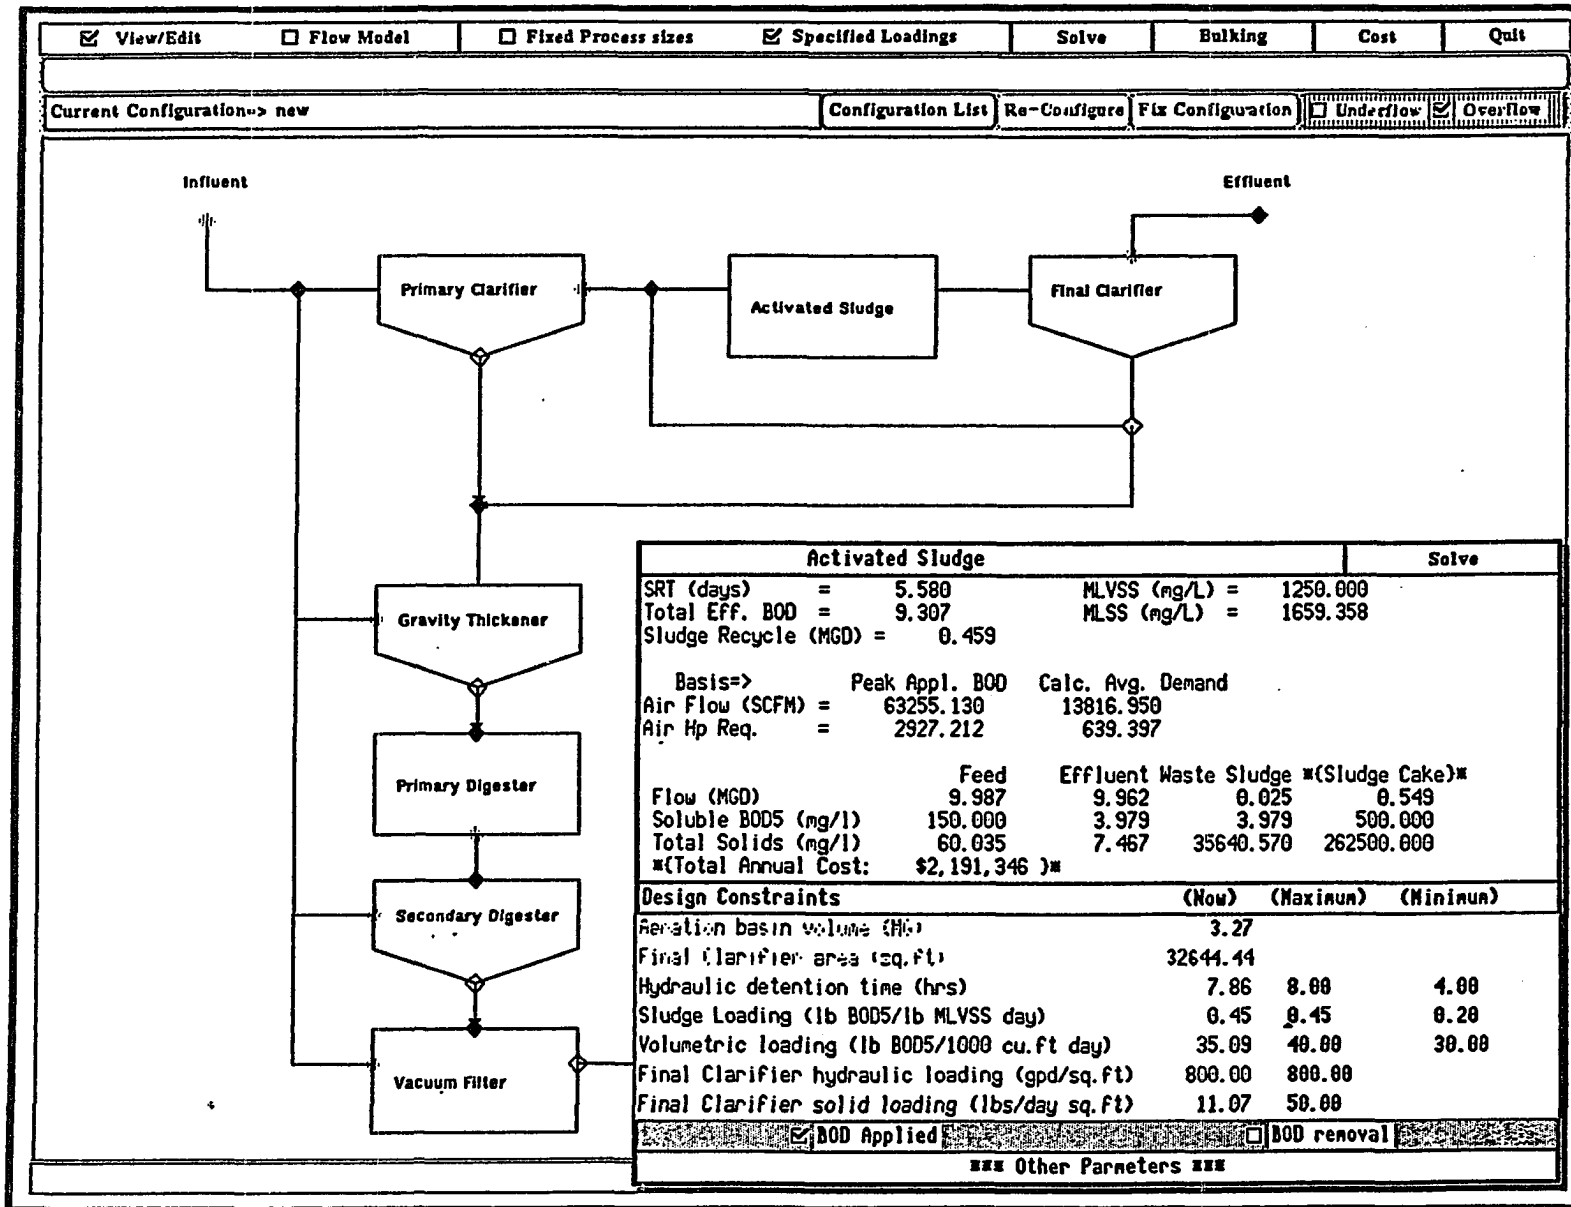 View/Edit Flow Model Fixed Process sizes Specified Loadings Solve Bulking Cost Quit
Current Configuration=> new Configuration List Re-Configure Fix Configuration Underflow Overflow
Influent Effluent
Primary Clarifier
Activated Sludge
Final Clarifier
Gravity Thickener
Primary Digester
Secondary Digester
Vacuum Filter
Activated Sludge Solve
SRT (days) = 5.580 MLVSS (mg/L) = 1250.000
Total Eff. BOD = 9.307 MLSS (mg/L) = 1659.358
Sludge Recycle (MGD) = 0.459
Basis=> Peak Appl. BOD Calc. Avg. Demand
Air Flow (SCFM) = 63255.130 13816.950
Air Hp Req. = 2927.212 639.397
Feed Effluent Waste Sludge *{Sludge Cake}*
Flow (MGD) 9.987 9.962 0.025 0.549
Soluble BOD5 (mg/l) 150.000 3.979 3.979 500.000
Total Solids (mg/l) 60.035 7.467 35640.570 262500.000
*{Total Annual Cost: $2,191,346 }*
Design Constraints (Now) (Maximum) (Minimum)
Aeration basin volume (MG) 3.27
Final Clarifier area (sq.ft) 32644.44
Hydraulic detention time (hrs) 7.86 8.00 4.00
Sludge Loading (lb BOD5/lb MLVSS day) 0.45 0.45 0.20
Volumetric loading (lb BOD5/1000 cu.ft day) 35.09 40.00 30.00
Final Clarifier hydraulic loading (gpd/sq.ft) 800.00 800.00
Final Clarifier solid loading (lbs/day sq.ft) 11.07 50.00
BOD Applied BOD removal
*** Other Parmeters ***